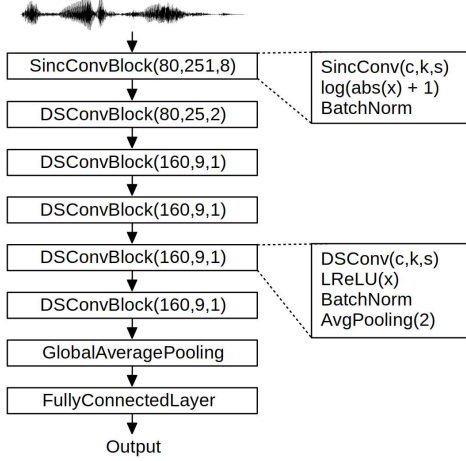 SincConvBlock(80,251,8)
DSConvBlock(80,25,2)
DSConvBlock(160,9,1)
DSConvBlock(160,9,1)
DSConvBlock(160,9,1)
DSConvBlock(160,9,1)
GlobalAveragePooling
FullyConnectedLayer
Output
SincConv(c,k,s)
log(abs(x) + 1)
BatchNorm
DSConv(c,k,s)
LReLU(x)
BatchNorm
AvgPooling(2)